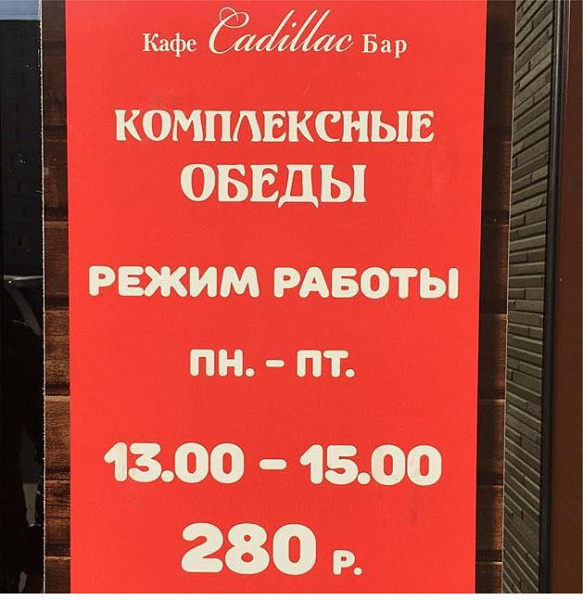 Кафе Cadillac Бар
КОМПЛЕКСНЫЕ
ОБЕДЫ
РЕЖИМ РАБОТЫ
ПН. - ПТ.
13.00 - 15.00
280 Р.